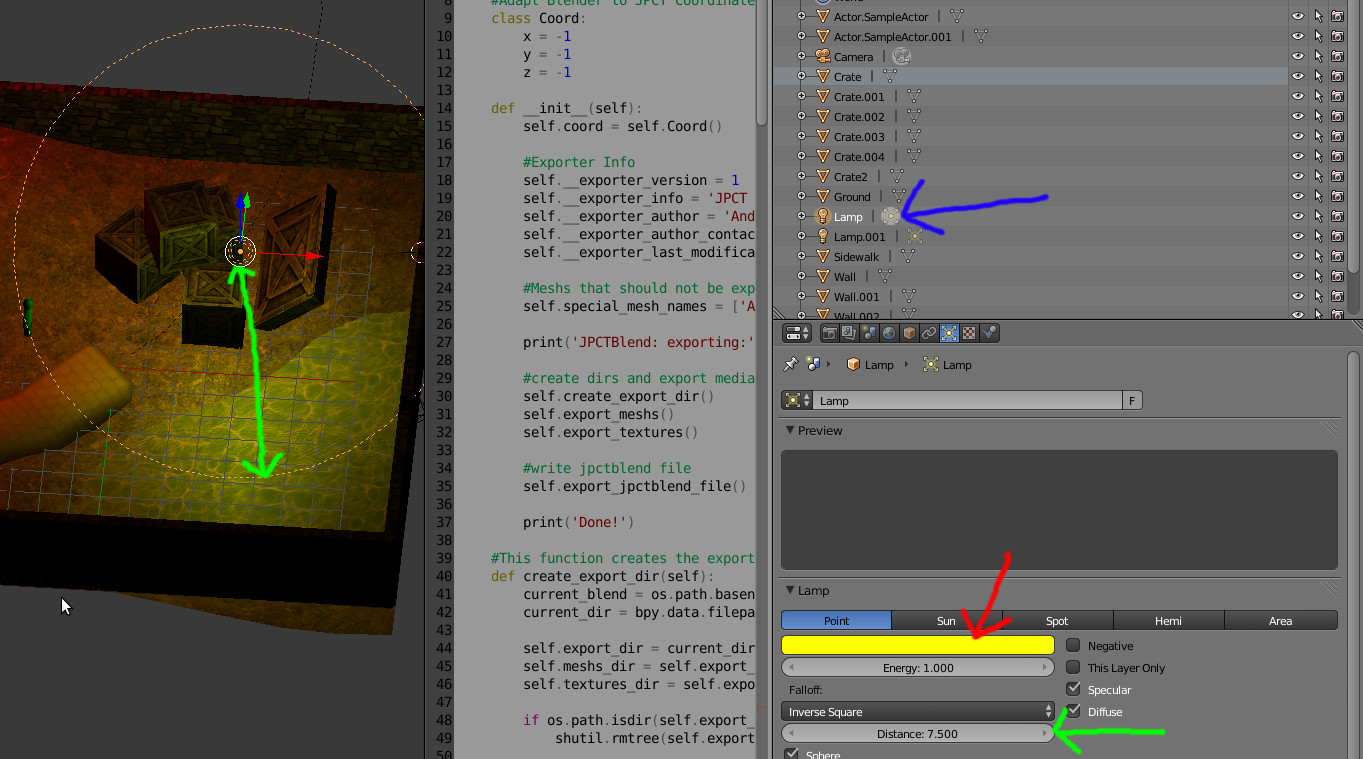 8 #Adapt Blender to JPCT Coordinate
9 class Coord:
10 x = -1
11 y = -1
12 z = -1
13
14 def __init__(self):
15 self.coord = self.Coord()
16
17 #Exporter Info
18 self.__exporter_version = 1
19 self.__exporter_info = 'JPCT
20 self.__exporter_author = 'And
21 self.__exporter_author_contac
22 self.__exporter_last_modifica
23
24 #Meshs that should not be exp
25 self.special_mesh_names = ['A
26
27 print('JPCTBlend: exporting:'
28
29 #create dirs and export media
30 self.create_export_dir()
31 self.export_meshs()
32 self.export_textures()
33
34 #write jpctblend file
35 self.export_jpctblend_file()
36
37 print('Done!')
38
39 #This function creates the export
40 def create_export_dir(self):
41 current_blend = os.path.basen
42 current_dir = bpy.data.filepa
43
44 self.export_dir = current_dir
45 self.meshs_dir = self.export_
46 self.textures_dir = self.expo
47
48 if os.path.isdir(self.export_
49 shutil.rmtree(self.export
50
World
Actor.SampleActor
Actor.SampleActor.001
Camera
Crate
Crate.001
Crate.002
Crate.003
Crate.004
Crate2
Ground
Lamp
Lamp.001
Sidewalk
Wall
Wall.001
Wall.002
Lamp Lamp
Lamp F
Preview
Lamp
Point Sun Spot Hemi Area
Negative
Energy: 1.000 This Layer Only
Falloff: Specular
Inverse Square Diffuse
Distance: 7.500
Sphere